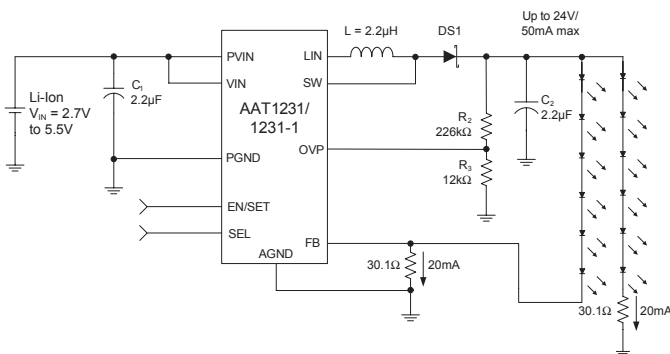 Up to 24V/
50mA max
L = 2.2µH
DS1
PVIN
LIN
VIN
SW
C1
2.2µF
Li-Ion
VIN = 2.7V
to 5.5V
AAT1231/
1231-1
R2
226kΩ
C2
2.2µF
PGND
OVP
R3
12kΩ
EN/SET
SEL
FB
AGND
30.1Ω
20mA
30.1Ω
20mA